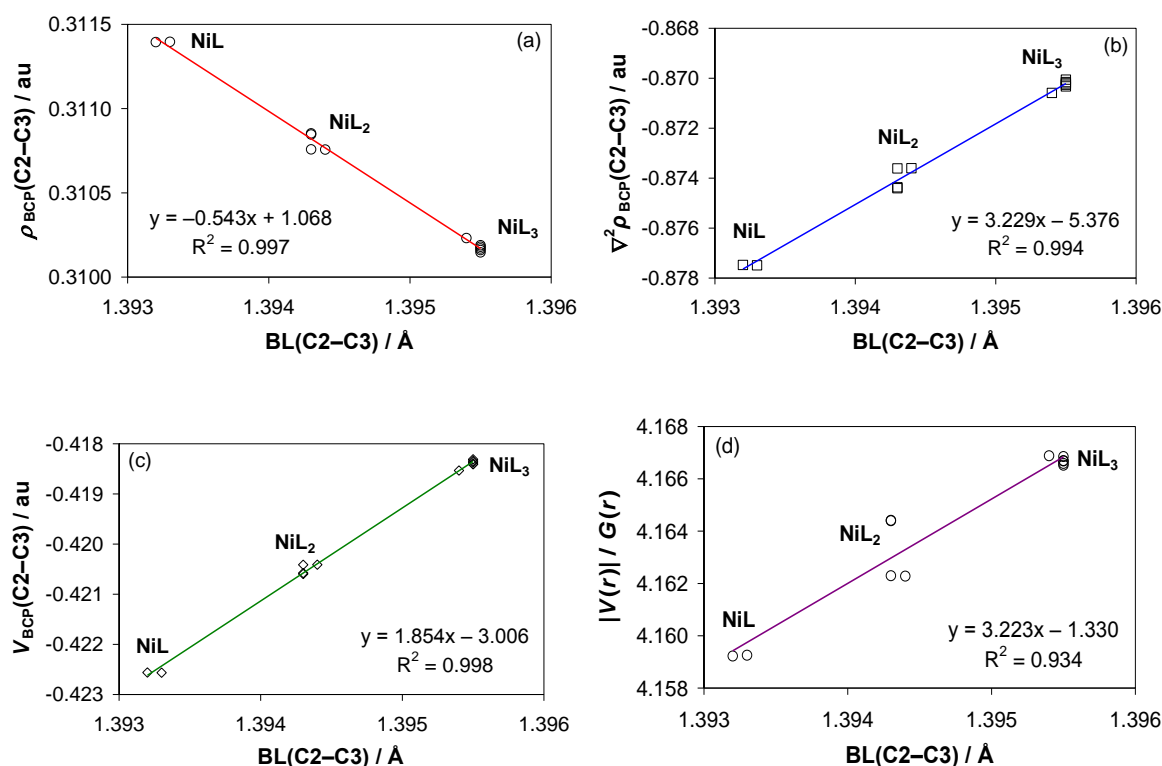 (a)
ρBCP(C2–C3) / au
0.3115
0.3110
0.3105
0.3100
NiL
NiL2
NiL3
y = –0.543x + 1.068
R2 = 0.997
1.393 1.394 1.395 1.396
BL(C2–C3) / Å
(b)
∇2ρBCP(C2–C3) / au
-0.868
-0.870
-0.872
-0.874
-0.876
-0.878
NiL3
NiL2
NiL
y = 3.229x – 5.376
R2 = 0.994
1.393 1.394 1.395 1.396
BL(C2–C3) / Å
(c)
VBCP(C2–C3) / au
-0.418
-0.419
-0.420
-0.421
-0.422
-0.423
NiL3
NiL2
NiL
y = 1.854x – 3.006
R2 = 0.998
1.393 1.394 1.395 1.396
BL(C2–C3) / Å
(d)
|V(r)| / G(r)
4.168
4.166
4.164
4.162
4.160
4.158
NiL3
NiL2
NiL
y = 3.223x – 1.330
R2 = 0.934
1.393 1.394 1.395 1.396
BL(C2–C3) / Å